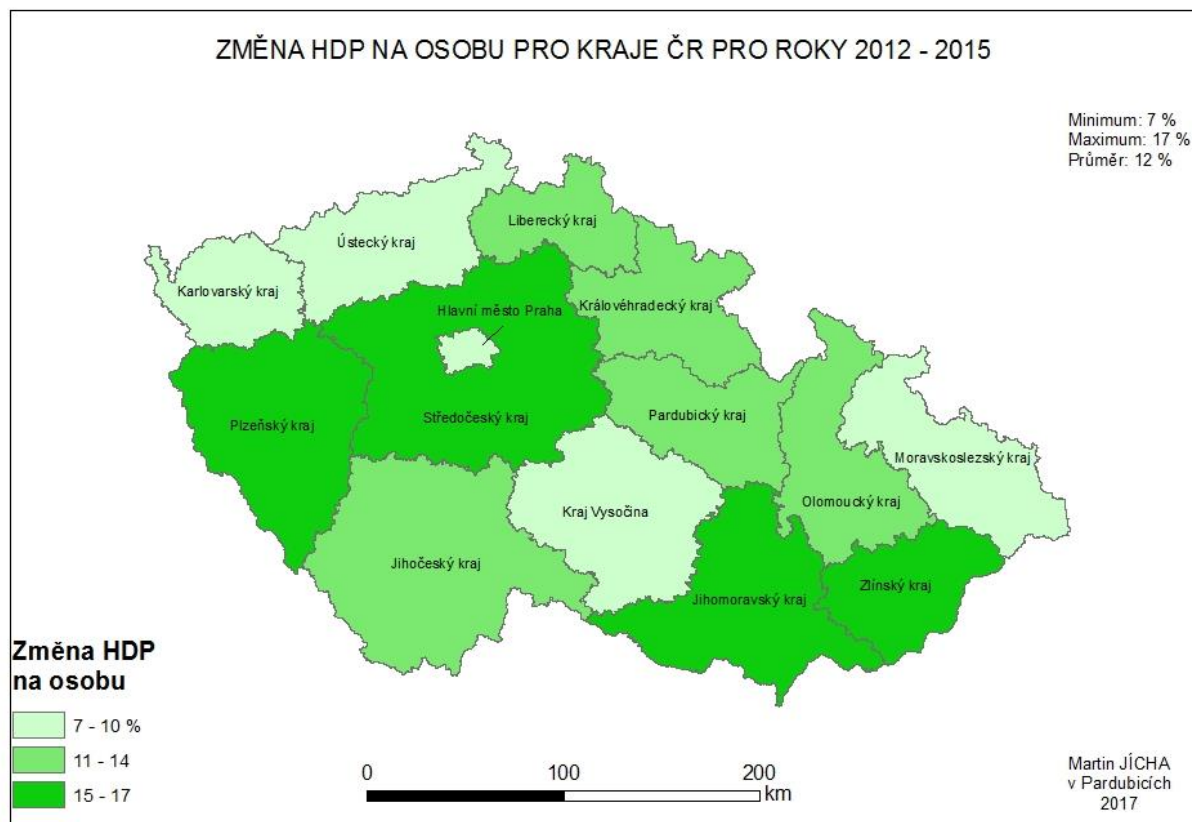 ZMĚNA HDP NA OSOBU PRO KRAJE ČR PRO ROKY 2012 - 2015
Minimum: 7 %
Maximum: 17 %
Průměr: 12 %
Liberecký kraj
Ústecký kraj
Karlovarský kraj
Královéhradecký kraj
Hlavní město Praha
Plzeňský kraj
Středočeský kraj
Pardubický kraj
Moravskoslezský kraj
Olomoucký kraj
Kraj Vysočina
Jihočeský kraj
Zlínský kraj
Jihomoravský kraj
Změna HDP
na osobu
7 - 10 %
11 - 14
15 - 17
0 100 200
km
Martin JÍCHA
v Pardubicích
2017